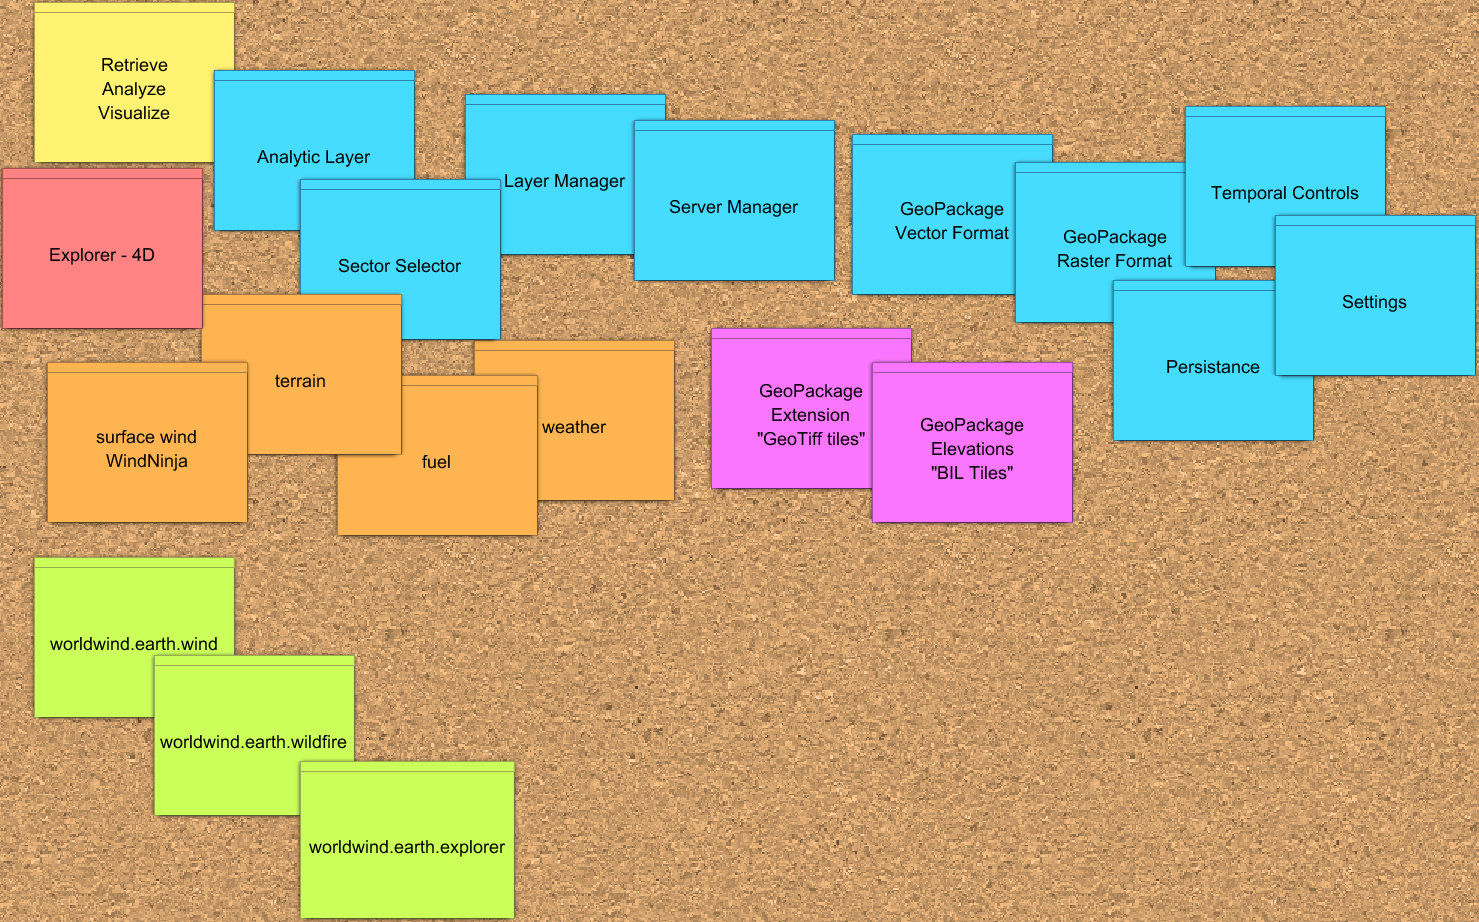 Retrieve
Analyze
Visualize
Analytic Layer
Layer Manager
Server Manager
GeoPackage
Vector Format
GeoPackage
Raster Format
Temporal Controls
Explorer - 4D
Sector Selector
Settings
Persistance
terrain
surface wind
WindNinja
fuel
weather
GeoPackage
Extension
"GeoTiff tiles"
GeoPackage
Elevations
"BIL Tiles"
worldwind.earth.wind
worldwind.earth.wildfire
worldwind.earth.explorer